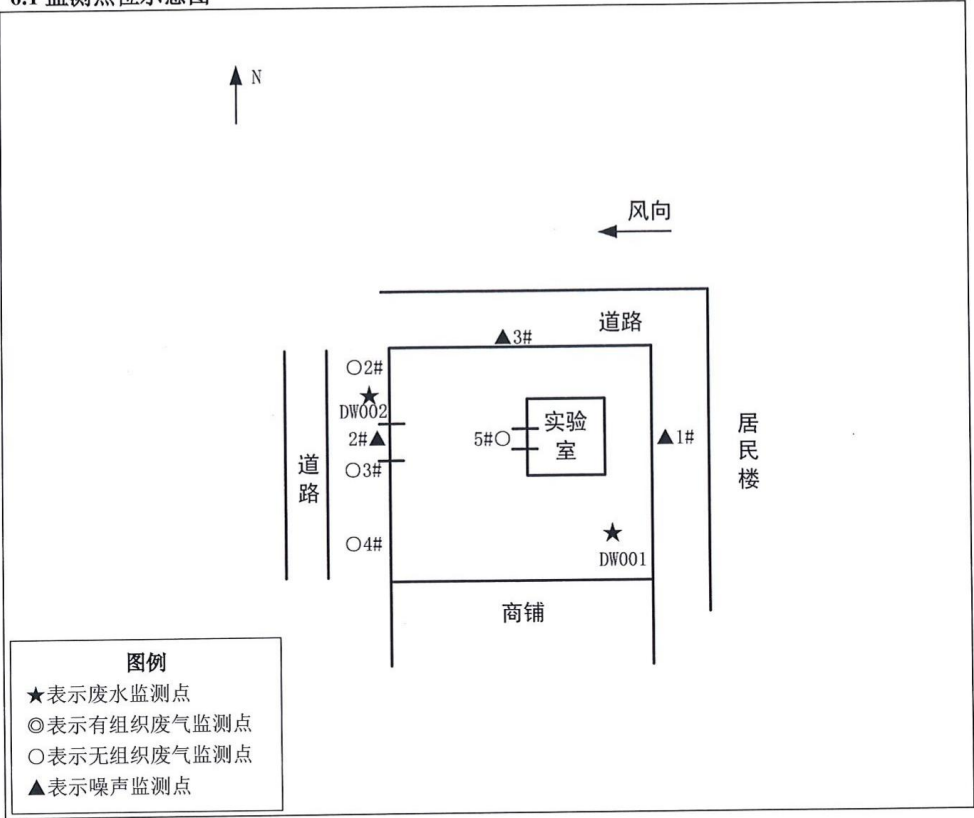 6.1 监测点位示意图
N
风向
道路
▲3#
○2#
★
DW002
2#▲
5#○
实验室
▲1#
居民楼
○3#
道路
○4#
★
DW001
商铺
图例
★表示废水监测点
◎表示有组织废气监测点
○表示无组织废气监测点
▲表示噪声监测点